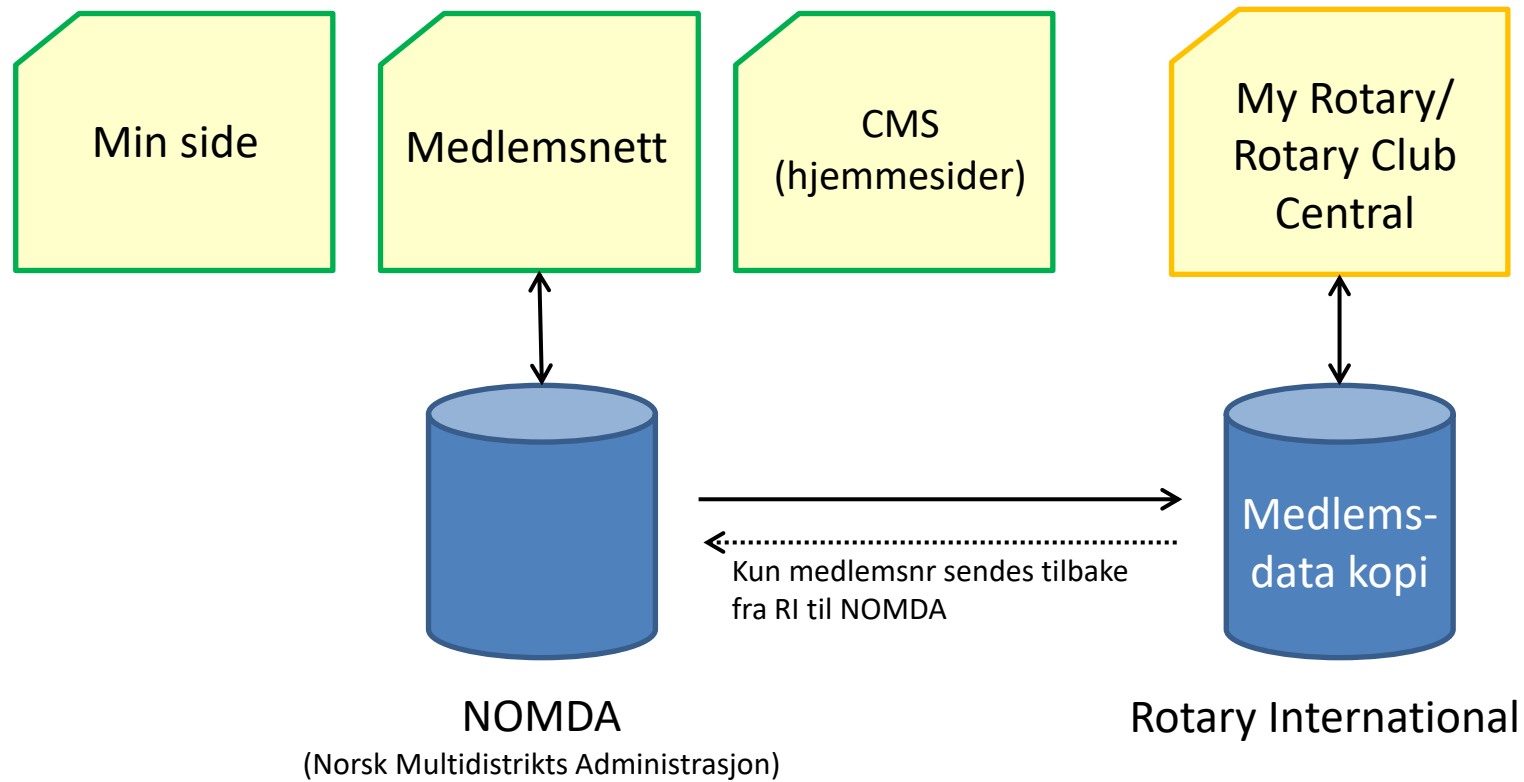 Min side
Medlemsnett
CMS
(hjemmesider)
My Rotary/
Rotary Club
Central
Medlems-
data kopi
Kun medlemsnr sendes tilbake
fra RI til NOMDA
NOMDA
(Norsk Multidistrikts Administrasjon)
Rotary International